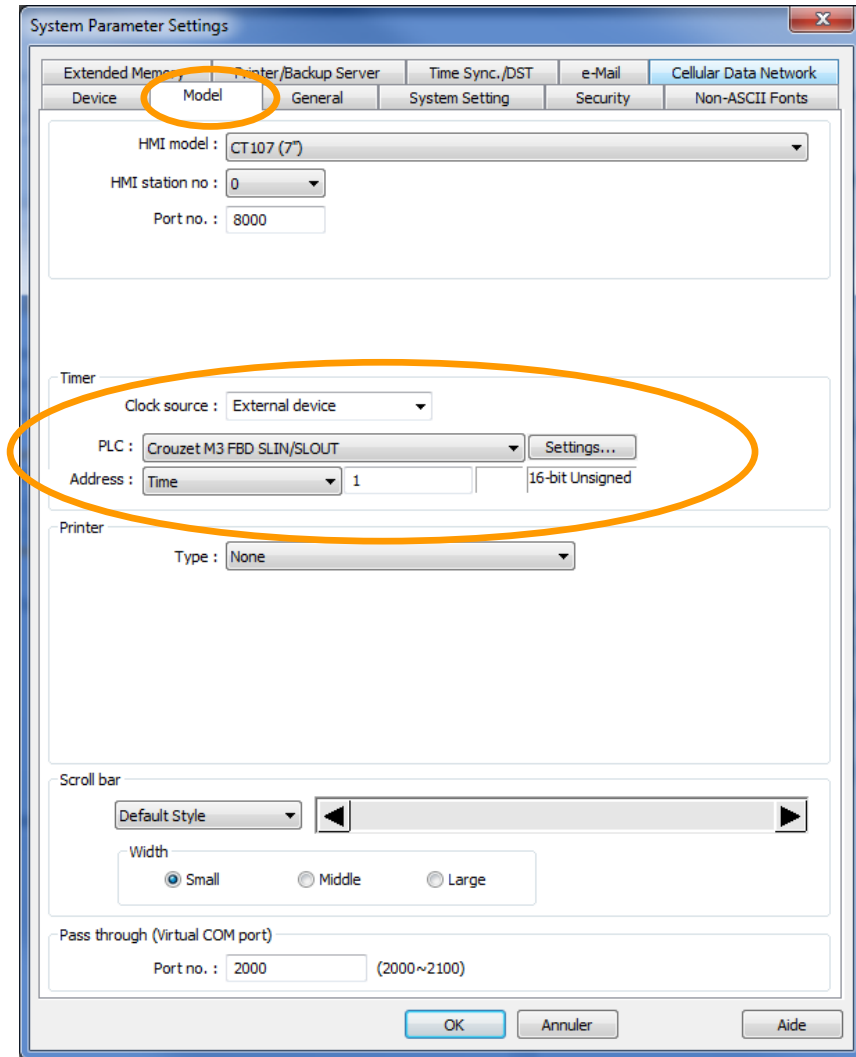 System Parameter Settings
Extended Memory Printer/Backup Server Time Sync./DST e-Mail Cellular Data Network
Device Model General System Setting Security Non-ASCII Fonts
HMI model : CT107 (7")
HMI station no : 0
Port no. : 8000
Timer
Clock source : External device
PLC : Crouzet M3 FBD SLIN/SLOUT Settings...
Address : Time 1 16-bit Unsigned
Printer
Type : None
Scroll bar
Default Style
Width
Small Middle Large
Pass through (Virtual COM port)
Port no. : 2000 (2000~2100)
OK Annuler Aide